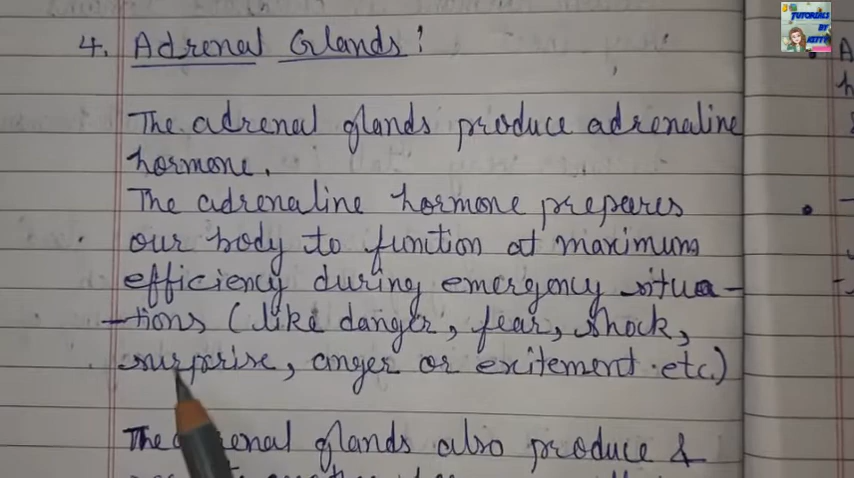 4. Adrenal Glands:
The adrenal glands produce adrenaline
hormone.
The adrenaline hormone prepares
our body to function at maximum
efficiency during emergency situa-
-tions (like danger, fear, shock,
surprise, anger or exitement etc.)
The adrenal glands also produce &
TUTORIALS
BY